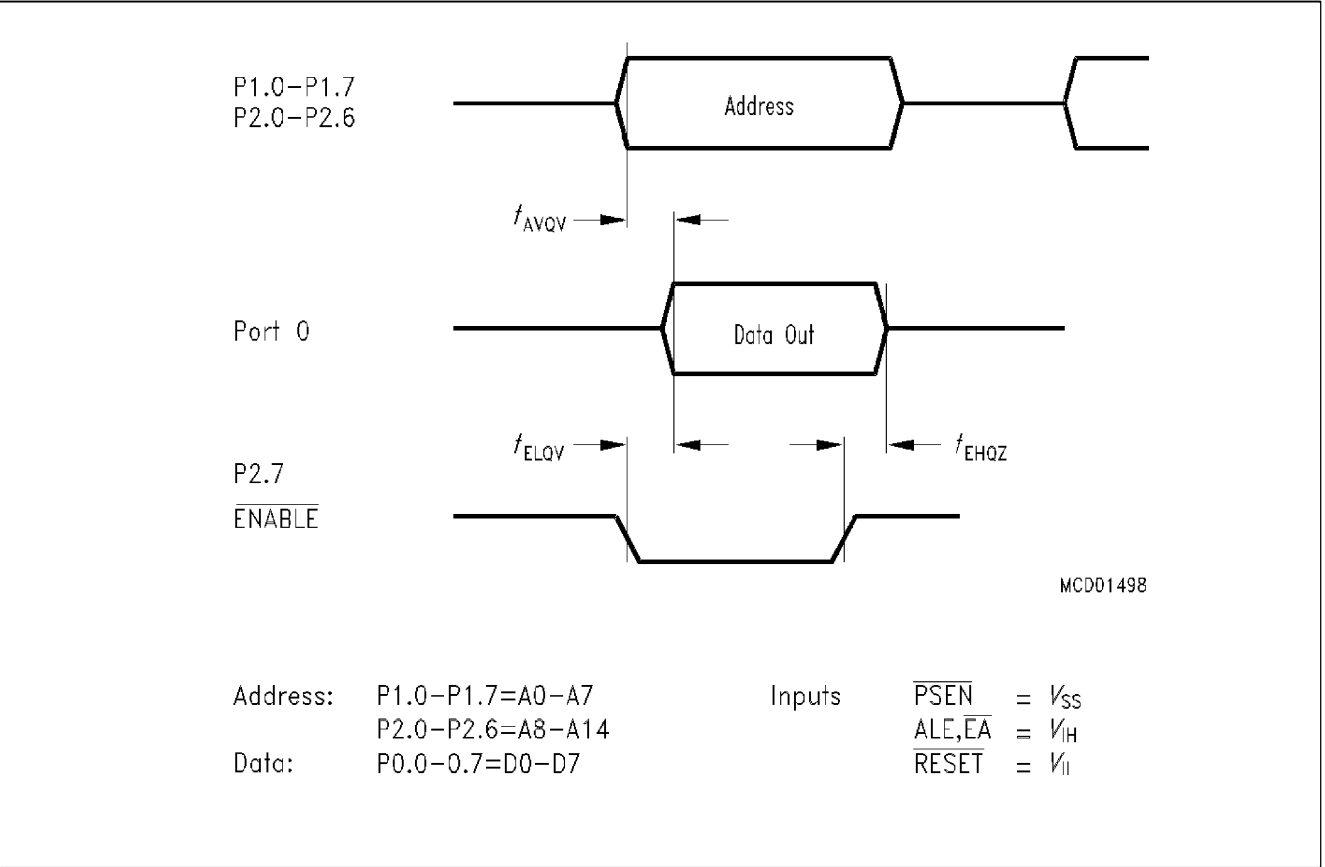 P1.0-P1.7
P2.0-P2.6
Address
tAVQV
Port 0
Data Out
tELQV
tEHQZ
P2.7
ENABLE
MCD01498
Address: P1.0-P1.7=A0-A7 Inputs PSEN = VSS
P2.0-P2.6=A8-A14 ALE,EA = VIH
Data: P0.0-0.7=D0-D7 RESET = VIL